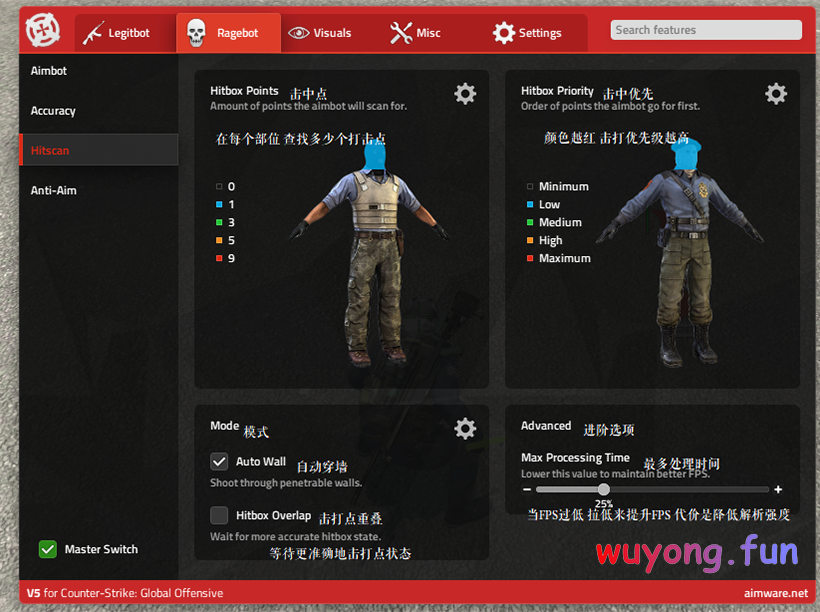 Legitbot
Ragebot
Visuals
Misc
Settings
Search features
Aimbot
Accuracy
Hitscan
Anti-Aim
Master Switch
Hitbox Points 击中点
Amount of points the aimbot will scan for.
在每个部位 查找多少个打击点
0
1
3
5
9
Hitbox Priority 击中优先
Order of points the aimbot go for first.
颜色越红 击打优先级越高
Minimum
Low
Medium
High
Maximum
Mode 模式
Auto Wall 自动穿墙
Shoot through penetrable walls.
Hitbox Overlap 击打点重叠
Wait for more accurate hitbox state.
等待更准 地击打点状态
Advanced 进阶选项
Max Processing Time 最多处理时间
Lower this value to maintain better FPS.
25%
当FPS过低 拉低来提升FPS 代价是降低解析强度
wuyong.fun
V5 for Counter-Strike: Global Offensive
aimware.net